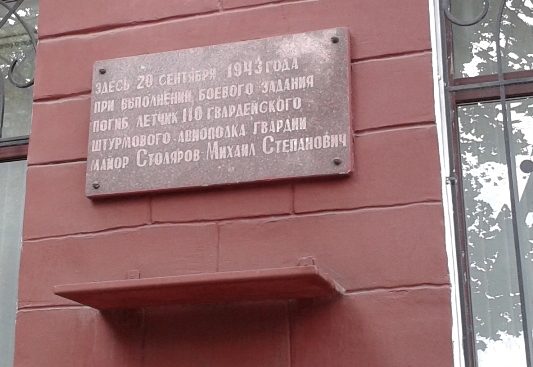 ЗДЕСЬ 20 СЕНТЯБРЯ 1943 ГОДА
ПРИ ВЫПОЛНЕНИИ БОЕВОГО ЗАДАНИЯ
ПОГИБ ЛЕТЧИК 110 ГВАРДЕЙСКОГО
ШТУРМОВОГО АВИОПОЛКА ГВАРДИИ
МАЙОР СТОЛЯРОВ МИХАИЛ СТЕПАНОВИЧ